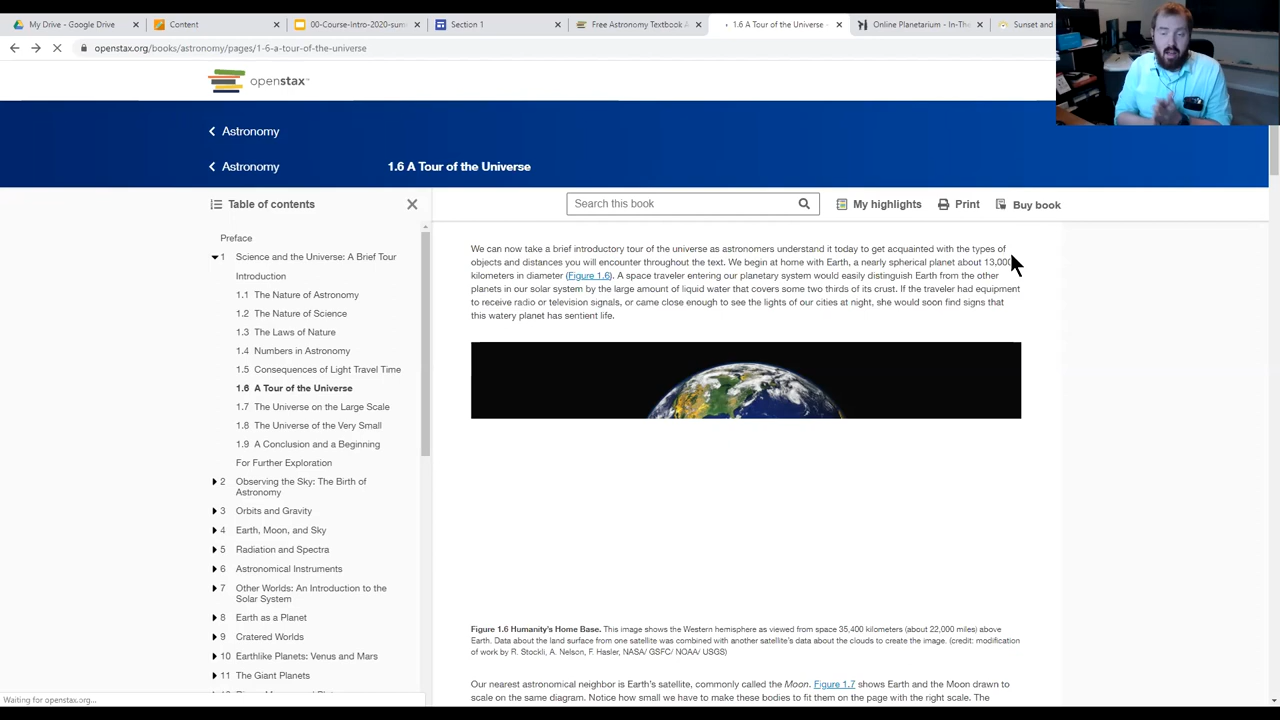 My Drive - Google Drive
Content
00-Course-Intro-2020-sum
Section 1
Free Astronomy Textbook
1.6 A Tour of the Universe -
Online Planetarium - In-The
Sunset and
openstax.org/books/astronomy/pages/1-6-a-tour-of-the-universe
openstax™
Astronomy
Astronomy
1.6 A Tour of the Universe
Table of contents
Search this book
My highlights
Print
Buy book
Preface
1 Science and the Universe: A Brief Tour
Introduction
1.1 The Nature of Astronomy
1.2 The Nature of Science
1.3 The Laws of Nature
1.4 Numbers in Astronomy
1.5 Consequences of Light Travel Time
1.6 A Tour of the Universe
1.7 The Universe on the Large Scale
1.8 The Universe of the Very Small
1.9 A Conclusion and a Beginning
For Further Exploration
2 Observing the Sky: The Birth of
Astronomy
3 Orbits and Gravity
4 Earth, Moon, and Sky
5 Radiation and Spectra
6 Astronomical Instruments
7 Other Worlds: An Introduction to the
Solar System
8 Earth as a Planet
9 Cratered Worlds
10 Earthlike Planets: Venus and Mars
11 The Giant Planets
We can now take a brief introductory tour of the universe as astronomers understand it today to get acquainted with the types of
objects and distances you will encounter throughout the text. We begin at home with Earth, a nearly spherical planet about 13,000
kilometers in diameter (Figure 1.6). A space traveler entering our planetary system would easily distinguish Earth from the other
planets in our solar system by the large amount of liquid water that covers some two thirds of its crust. If the traveler had equipment
to receive radio or television signals, or came close enough to see the lights of our cities at night, she would soon find signs that
this watery planet has sentient life.
Figure 1.6 Humanity's Home Base. This image shows the Western hemisphere as viewed from space 35,400 kilometers (about 22,000 miles) above
Earth. Data about the land surface from one satellite was combined with another satellite's data about the clouds to create the image. (credit: modification
of work by R. Stockli, A. Nelson, F. Hasler, NASA/ GSFC/ NOAA/ USGS)
Our nearest astronomical neighbor is Earth's satellite, commonly called the Moon. Figure 1.7 shows Earth and the Moon drawn to
scale on the same diagram. Notice how small we have to make these bodies to fit them on the page with the right scale. The
Waiting for openstax.org...